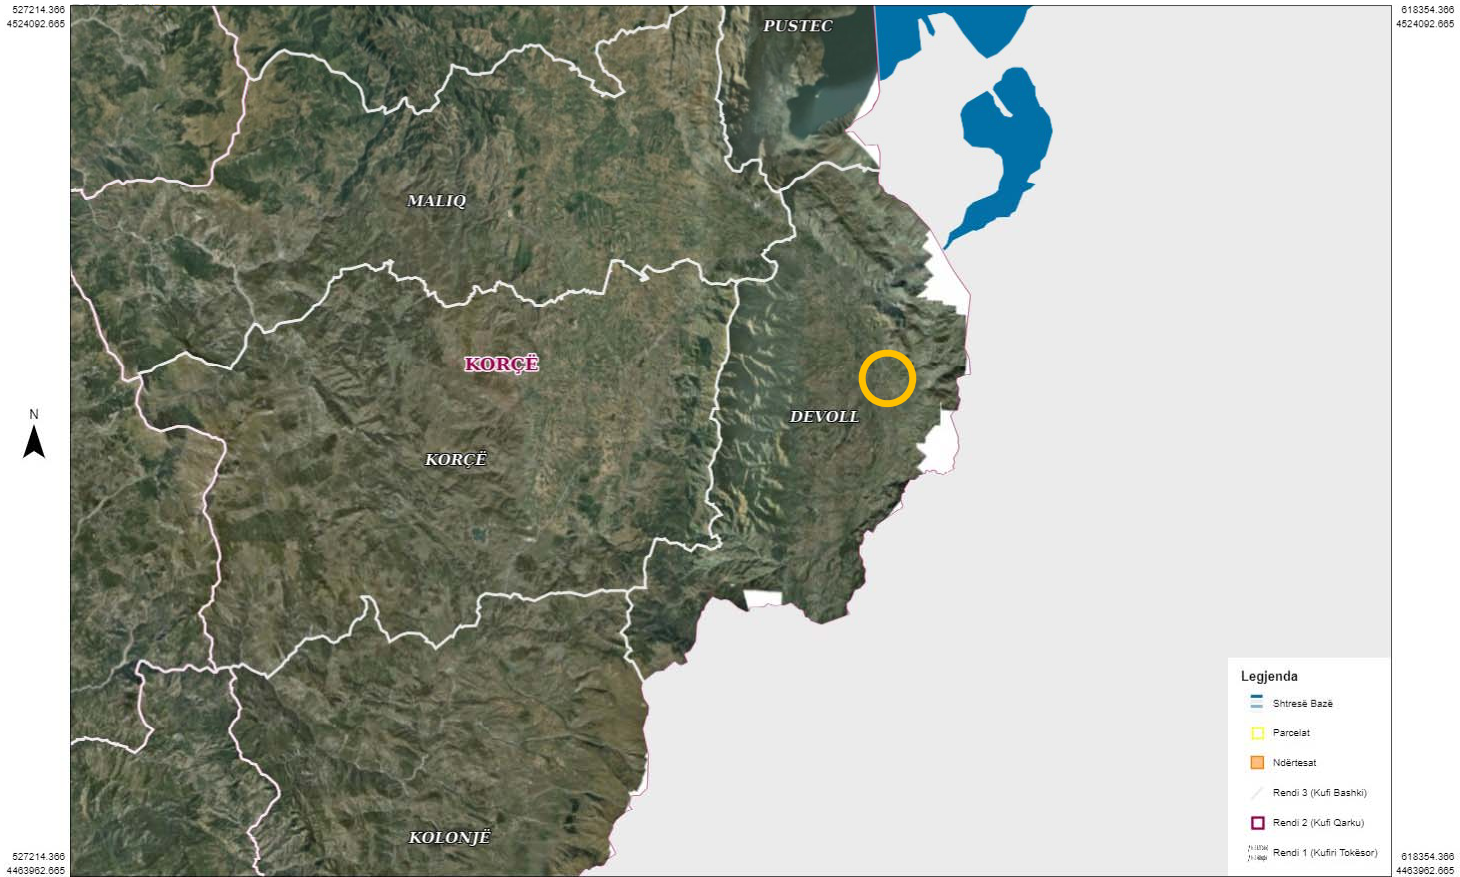 527214.366
4524092.665
618354.366
4524092.665
PUSTEC
MALIQ
KORÇË
N
DEVOLL
KORÇË
KOLONJË
Legjenda
Shtresë Bazë
Parcelat
Ndërtesat
Rendi 3 (Kufi Bashki)
Rendi 2 (Kufi Qarku)
Rendi 1 (Kufiri Tokësor)
527214.366
4463962.665
618354.366
4463962.665